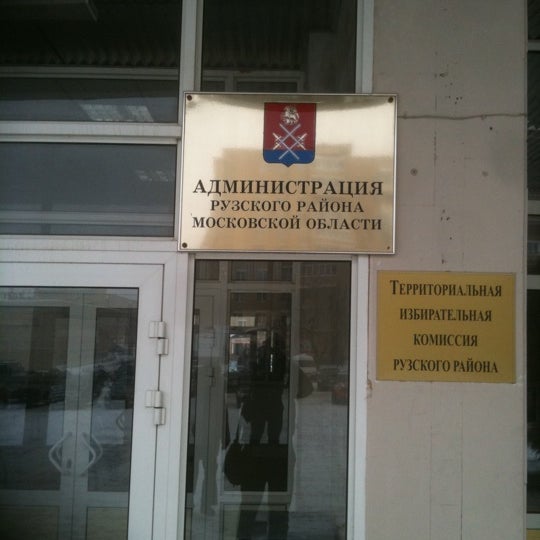 АДМИНИСТРАЦИЯ
РУЗСКОГО РАЙОНА
МОСКОВСКОЙ ОБЛАСТИ
ТЕРРИТОРИАЛЬНАЯ
ИЗБИРАТЕЛЬНАЯ
КОМИССИЯ
РУЗСКОГО РАЙОНА